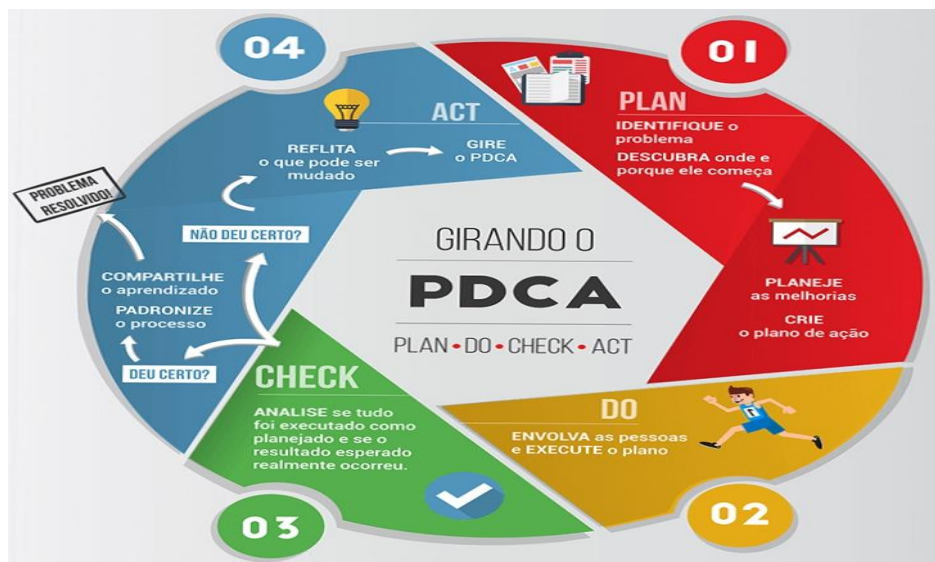 01
PLAN
IDENTIFIQUE o
problema
DESCUBRA onde e
porque ele começa
PLANEJE
as melhorias
CRIE
o plano de ação
DO
ENVOLVA as pessoas
e EXECUTE o plano
02
CHECK
ANALISE se tudo
foi executado como
planejado e se o
resultado esperado
realmente ocorreu.
03
04
ACT
DEU CERTO?
PADRONIZE
o processo
COMPARTILHE
o aprendizado
PROBLEMA
RESOLVIDO!
NÃO DEU CERTO?
REFLITA
o que pode ser
mudado
GIRE
o PDCA
GIRANDO O
PDCA
PLAN•DO•CHECK•ACT